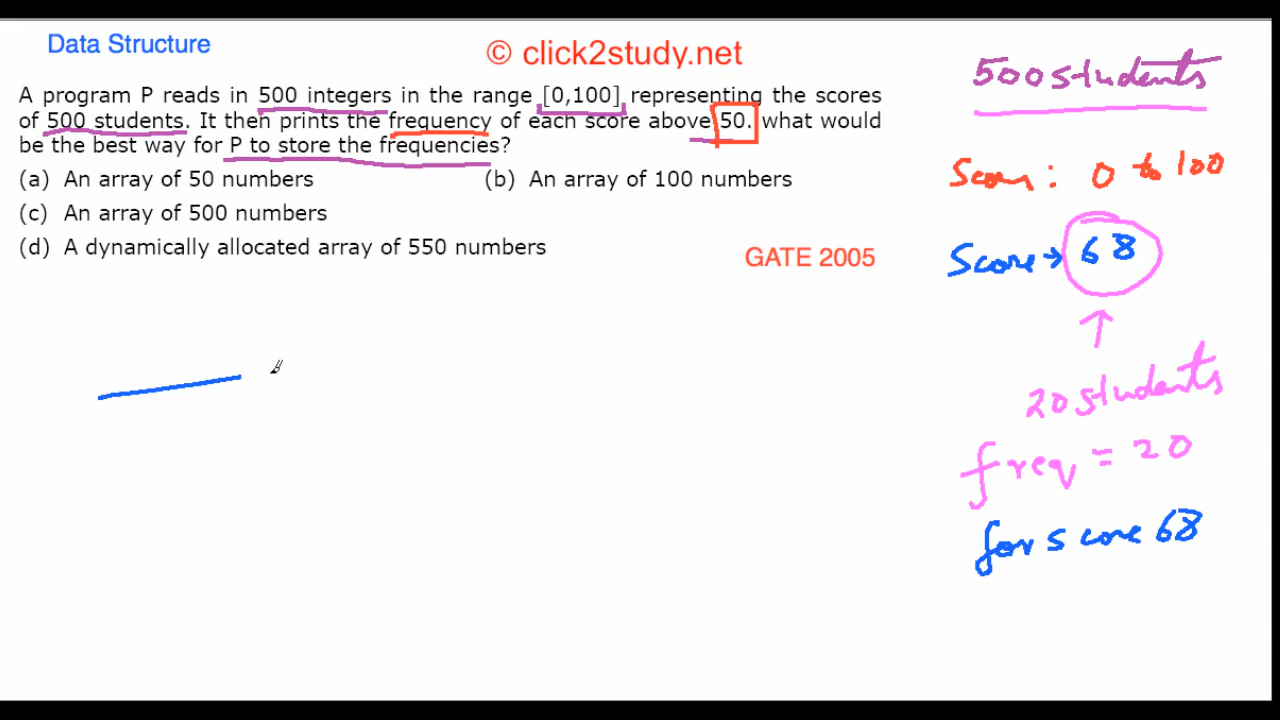 Data Structure
© click2study.net
A program P reads in 500 integers in the range [0,100] representing the scores
of 500 students. It then prints the frequency of each score above 50. what would
be the best way for P to store the frequencies?
(a) An array of 50 numbers (b) An array of 100 numbers
(c) An array of 500 numbers
(d) A dynamically allocated array of 550 numbers
GATE 2005
500 students
Score : 0 to 100
Score → 68
20 students
freq = 20
for score 68